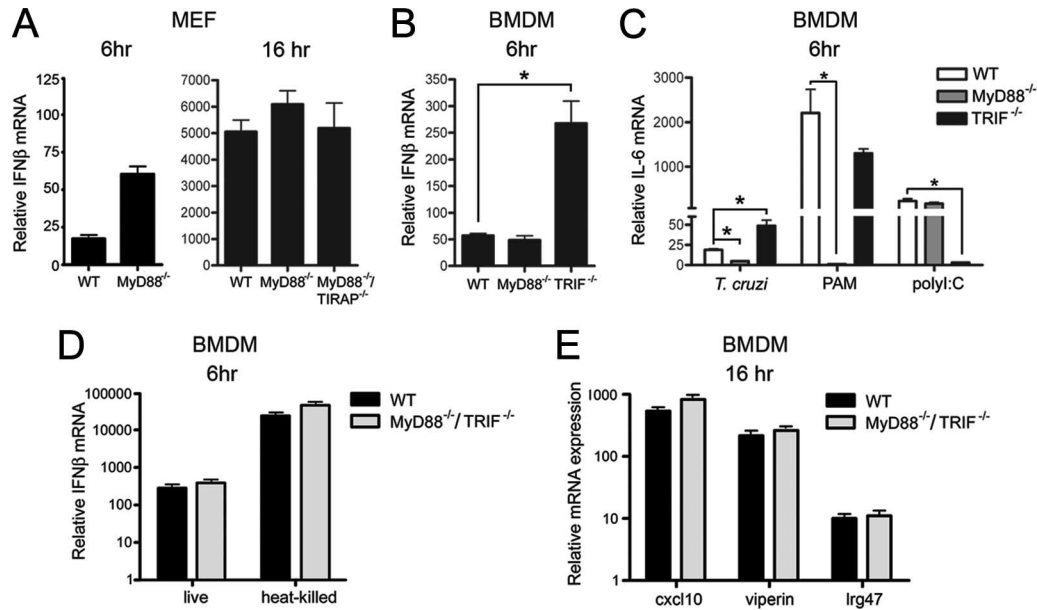 A
MEF
6hr
16 hr
Relative IFNβ mRNA
125
100
75
50
25
0
WT
MyD88-/-
7000
6000
5000
4000
3000
2000
1000
0
WT
MyD88-/-
MyD88-/-/
TIRAP-/-
B
BMDM
6hr
Relative IFNβ mRNA
350
300
250
200
150
100
50
0
*
WT
MyD88-/-
TRIF-/-
C
BMDM
6hr
Relative IL-6 mRNA
3000
2000
1000
50
25
0
*
*
*
*
WT
MyD88-/-
TRIF-/-
T. cruzi
PAM
polyI:C
D
BMDM
6hr
Relative IFNβ mRNA
100000
10000
1000
100
10
1
WT
MyD88-/-/TRIF-/-
live
heat-killed
E
BMDM
16 hr
Relative mRNA expression
1000
100
10
1
WT
MyD88-/-/TRIF-/-
cxcl10
viperin
Irg47